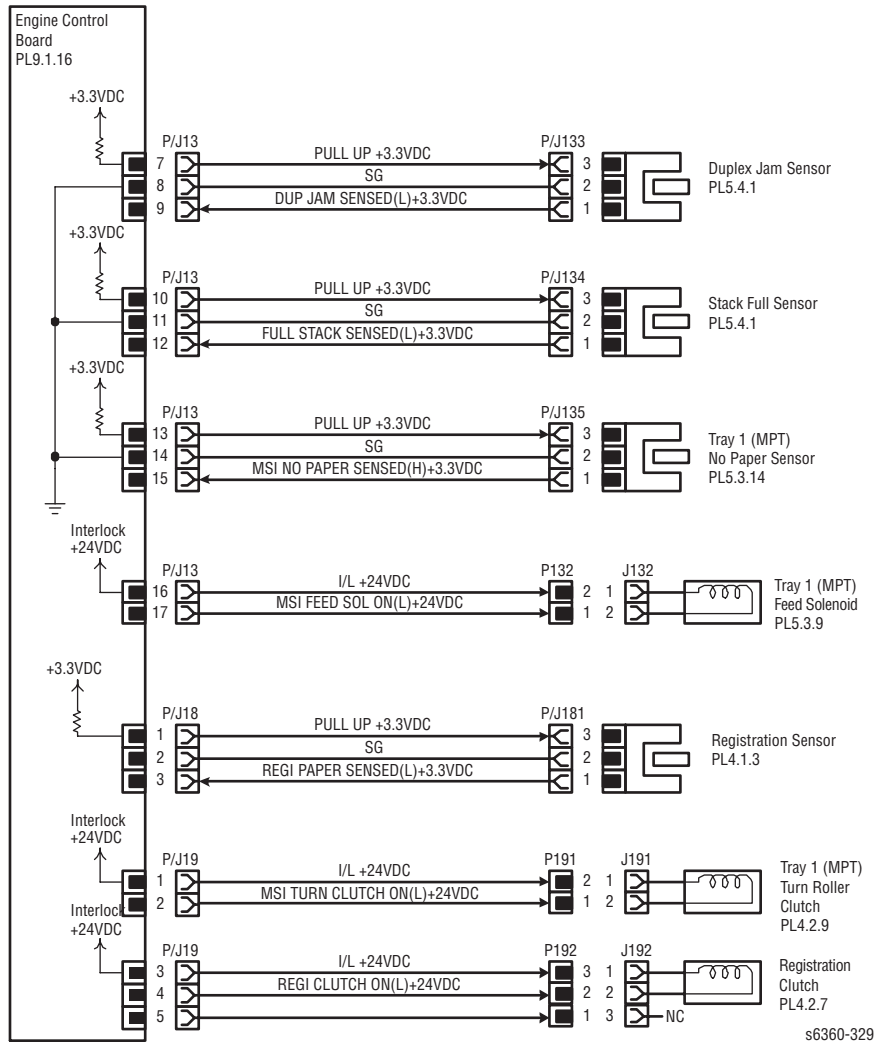 Engine Control
Board
PL9.1.16
+3.3VDC
P/J13
P/J133
7
PULL UP +3.3VDC
3
8
SG
2
9
DUP JAM SENSED(L)+3.3VDC
1
Duplex Jam Sensor
PL5.4.1
+3.3VDC
P/J13
P/J134
10
PULL UP +3.3VDC
3
11
SG
2
12
FULL STACK SENSED(L)+3.3VDC
1
Stack Full Sensor
PL5.4.1
+3.3VDC
P/J13
P/J135
13
PULL UP +3.3VDC
3
14
SG
2
15
MSI NO PAPER SENSED(H)+3.3VDC
1
Tray 1 (MPT)
No Paper Sensor
PL5.3.14
Interlock
+24VDC
P/J13
P132
J132
16
I/L +24VDC
2 1
17
MSI FEED SOL ON(L)+24VDC
1 2
Tray 1 (MPT)
Feed Solenoid
PL5.3.9
+3.3VDC
P/J18
P/J181
1
PULL UP +3.3VDC
3
2
SG
2
3
REGI PAPER SENSED(L)+3.3VDC
1
Registration Sensor
PL4.1.3
Interlock
+24VDC
P/J19
P191
J191
1
I/L +24VDC
2 1
2
MSI TURN CLUTCH ON(L)+24VDC
1 2
Tray 1 (MPT)
Turn Roller
Clutch
PL4.2.9
Interlock
+24VDC
P/J19
P192
J192
3
I/L +24VDC
3 1
4
REGI CLUTCH ON(L)+24VDC
2 2
5
1 3
NC
Registration
Clutch
PL4.2.7
s6360-329